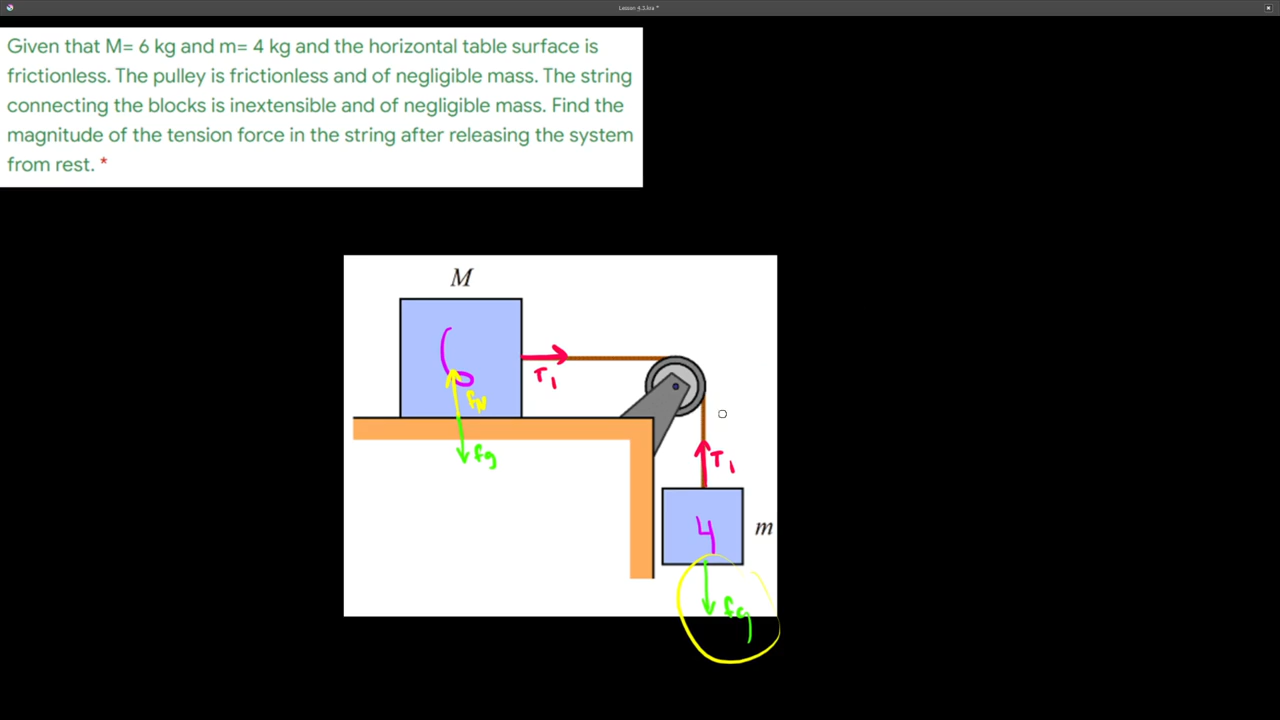 Lesson 4.3.kra *
Given that M= 6 kg and m= 4 kg and the horizontal table surface is
frictionless. The pulley is frictionless and of negligible mass. The string
connecting the blocks is inextensible and of negligible mass. Find the
magnitude of the tension force in the string after releasing the system
from rest. *
M
6
T1
fN
fg
T1
4
m
fg